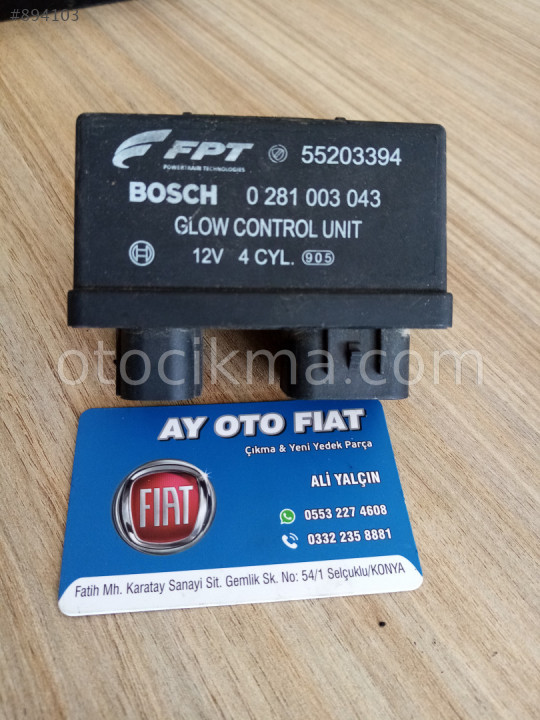 #894103
FPT 55203394
POWERTRAIN TECHNOLOGIES
BOSCH 0 281 003 043
GLOW CONTROL UNIT
12V 4 CYL. 905
otocikma.com
AY OTO FIAT
Çıkma & Yeni Yedek Parça
FIAT
ALİ YALÇIN
0553 227 4608
0332 235 8881
Fatih Mh. Karatay Sanayi Sit. Gemlik Sk. No: 54/1 Selçuklu/KONYA